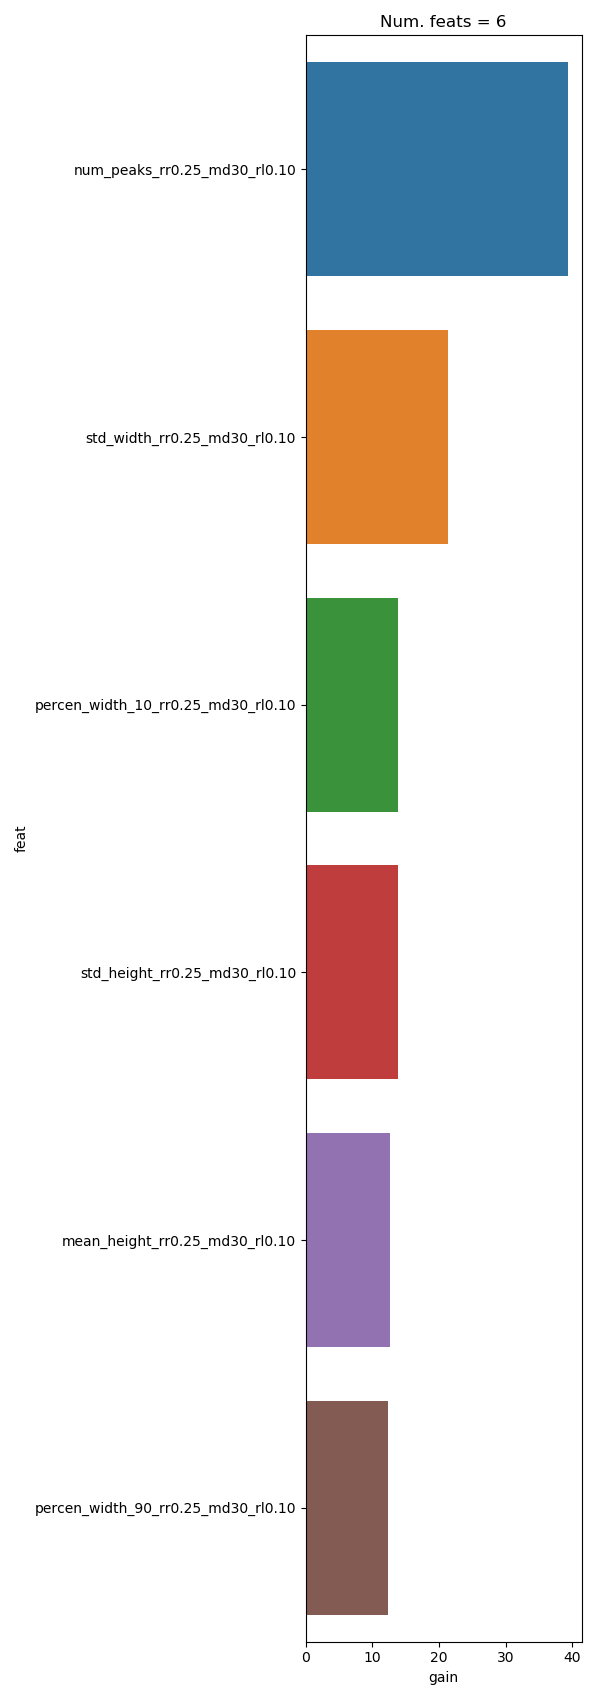 Num. feats = 6
num_peaks_rr0.25_md30_rl0.10
std_width_rr0.25_md30_rl0.10
percen_width_10_rr0.25_md30_rl0.10
feat
std_height_rr0.25_md30_rl0.10
mean_height_rr0.25_md30_rl0.10
percen_width_90_rr0.25_md30_rl0.10
0 10 20 30 40
gain